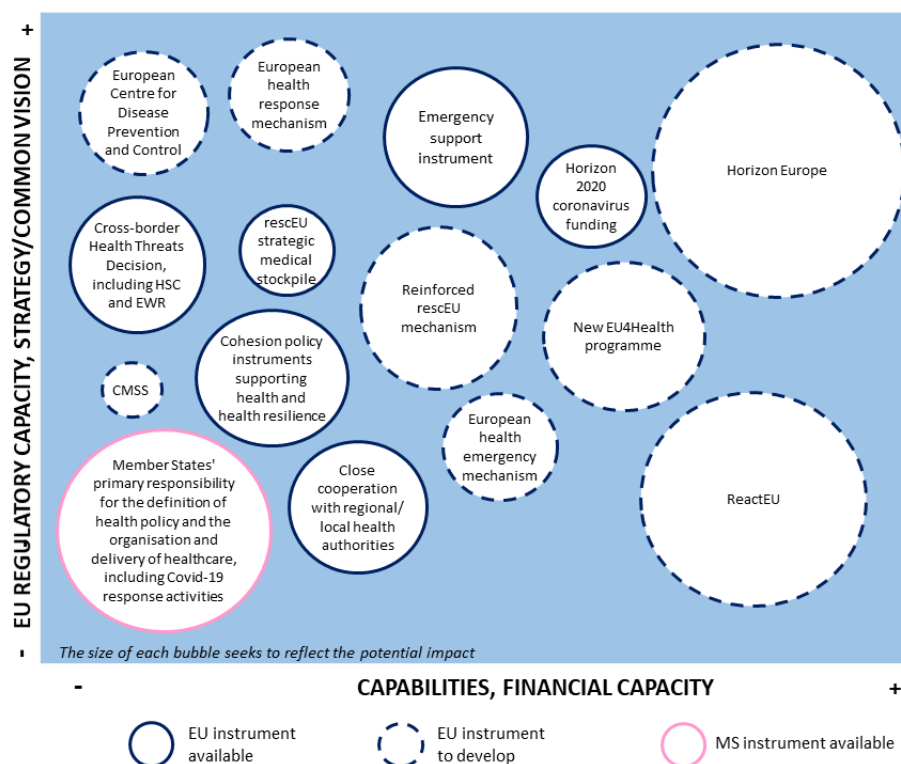 +
EU REGULATORY CAPACITY, STRATEGY/COMMON VISION
-
European
Centre for
Disease
Prevention
and Control
European
health
response
mechanism
Emergency
support
instrument
Horizon
2020
coronavirus
funding
Horizon Europe
Cross-border
Health Threats
Decision,
including HSC
and EWR
rescEU
strategic
medical
stockpile
Reinforced
rescEU
mechanism
New EU4Health
programme
Cohesion policy
instruments
supporting
health and
health resilience
CMSS
European
health
emergency
mechanism
Member States'
primary responsibility
for the definition of
health policy and the
organisation and
delivery of healthcare,
including Covid-19
response activities
Close
cooperation
with regional/
local health
authorities
ReactEU
The size of each bubble seeks to reflect the potential impact
-
CAPABILITIES, FINANCIAL CAPACITY
+
EU instrument
available
EU instrument
to develop
MS instrument available